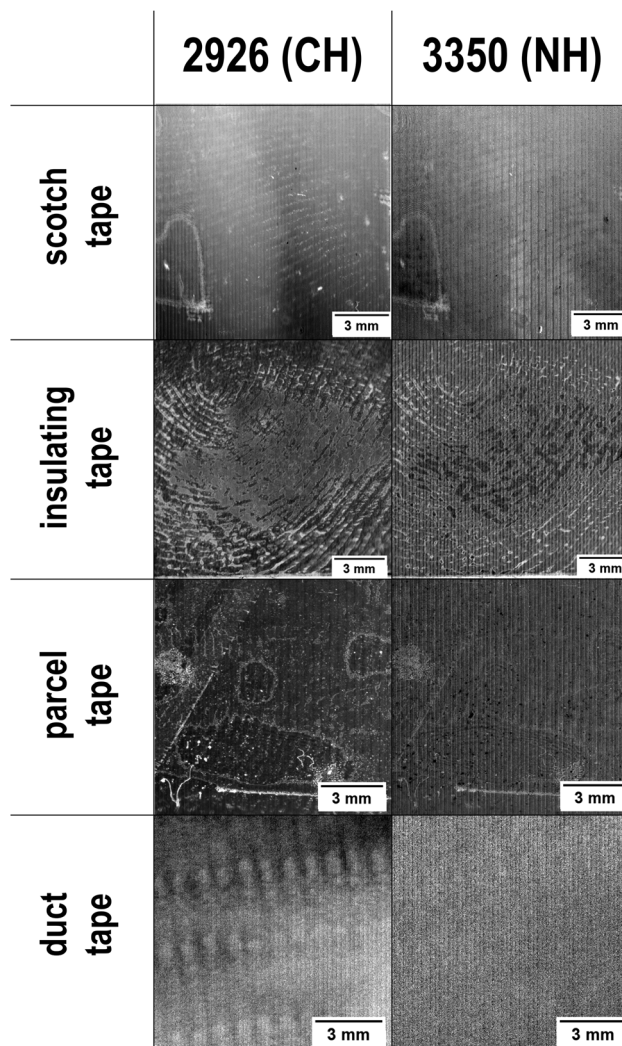 2926 (CH) 3350 (NH)
scotch
tape
3 mm 3 mm
insulating
tape
3 mm 3 mm
parcel
tape
3 mm 3 mm
duct
tape
3 mm 3 mm